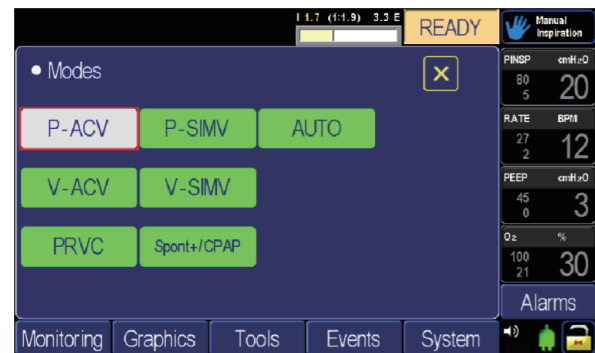 I 1.7 (1:1.9) 3.3 E
READY
Manual
Inspiration
• Modes
X
P-ACV P-SIMV AUTO
V-ACV V-SIMV
PRVC Spont+/CPAP
PINSP cmH2O
80
5
20
RATE BPM
27
2
12
PEEP cmH2O
45
0
3
O2 %
100
21
30
Alarms
Monitoring Graphics Tools Events System